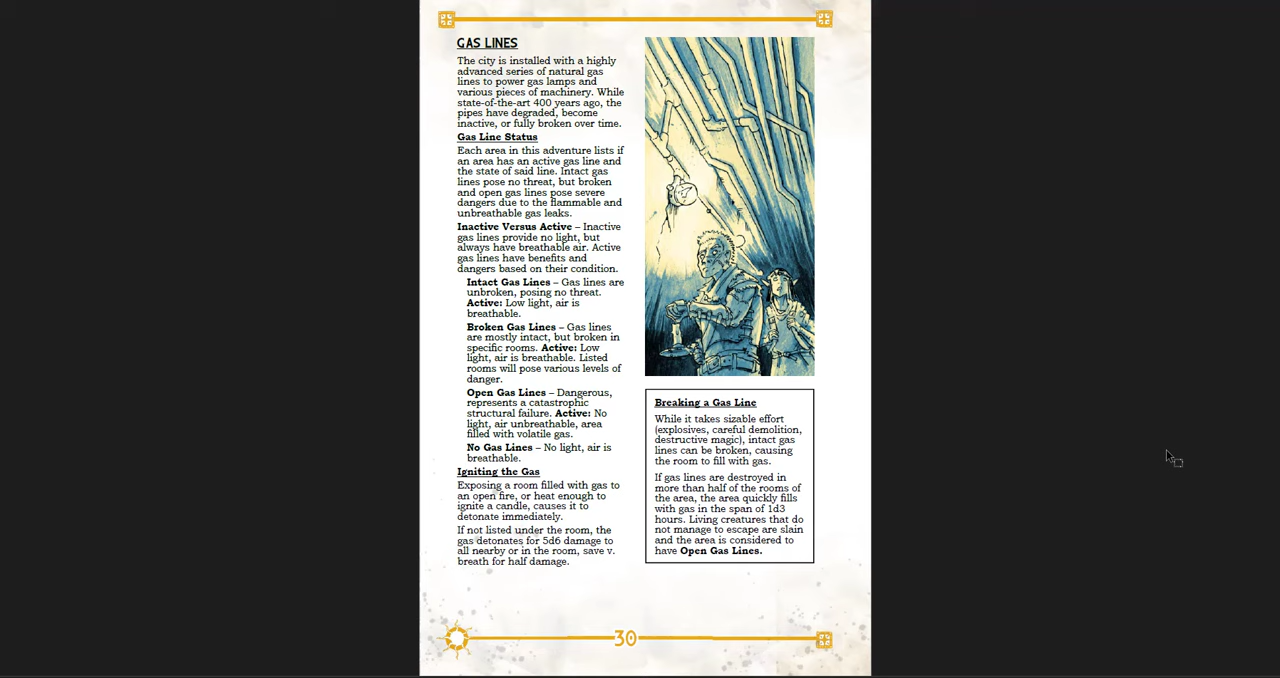 GAS LINES
The city is installed with a highly
advanced series of natural gas
lines to power gas lamps and
various pieces of machinery. While
state-of-the-art 400 years ago, the
pipes have degraded, become
inactive, or fully broken over time.
Gas Line Status
Each area in this adventure lists if
an area has an active gas line and
the state of said line. Intact gas
lines pose no threat, but broken
and open gas lines pose severe
dangers due to the flammable and
unbreathable gas leaks.
Inactive Versus Active – Inactive
gas lines provide no light, but
always have breathable air. Active
gas lines have benefits and
dangers based on their condition.
Intact Gas Lines – Gas lines are
unbroken, posing no threat.
Active: Low light, air is
breathable.
Broken Gas Lines – Gas lines
are mostly intact, but broken in
specific rooms. Active: Low
light, air is breathable. Listed
rooms will pose various levels of
danger.
Open Gas Lines – Dangerous,
represents a catastrophic
structural failure. Active: No
light, air unbreathable, area
filled with volatile gas.
No Gas Lines – No light, air is
breathable.
Igniting the Gas
Exposing a room filled with gas to
an open fire, or heat enough to
ignite a candle, causes it to
detonate immediately.
If not listed under the room, the
gas detonates for 5d6 damage to
all nearby or in the room, save v.
breath for half damage.
Breaking a Gas Line
While it takes sizable effort
(explosives, careful demolition,
destructive magic), intact gas
lines can be broken, causing
the room to fill with gas.
If gas lines are destroyed in
more than half of the rooms of
the area, the area quickly fills
with gas in the span of 1d3
hours. Living creatures that do
not manage to escape are slain
and the area is considered to
have Open Gas Lines.
30